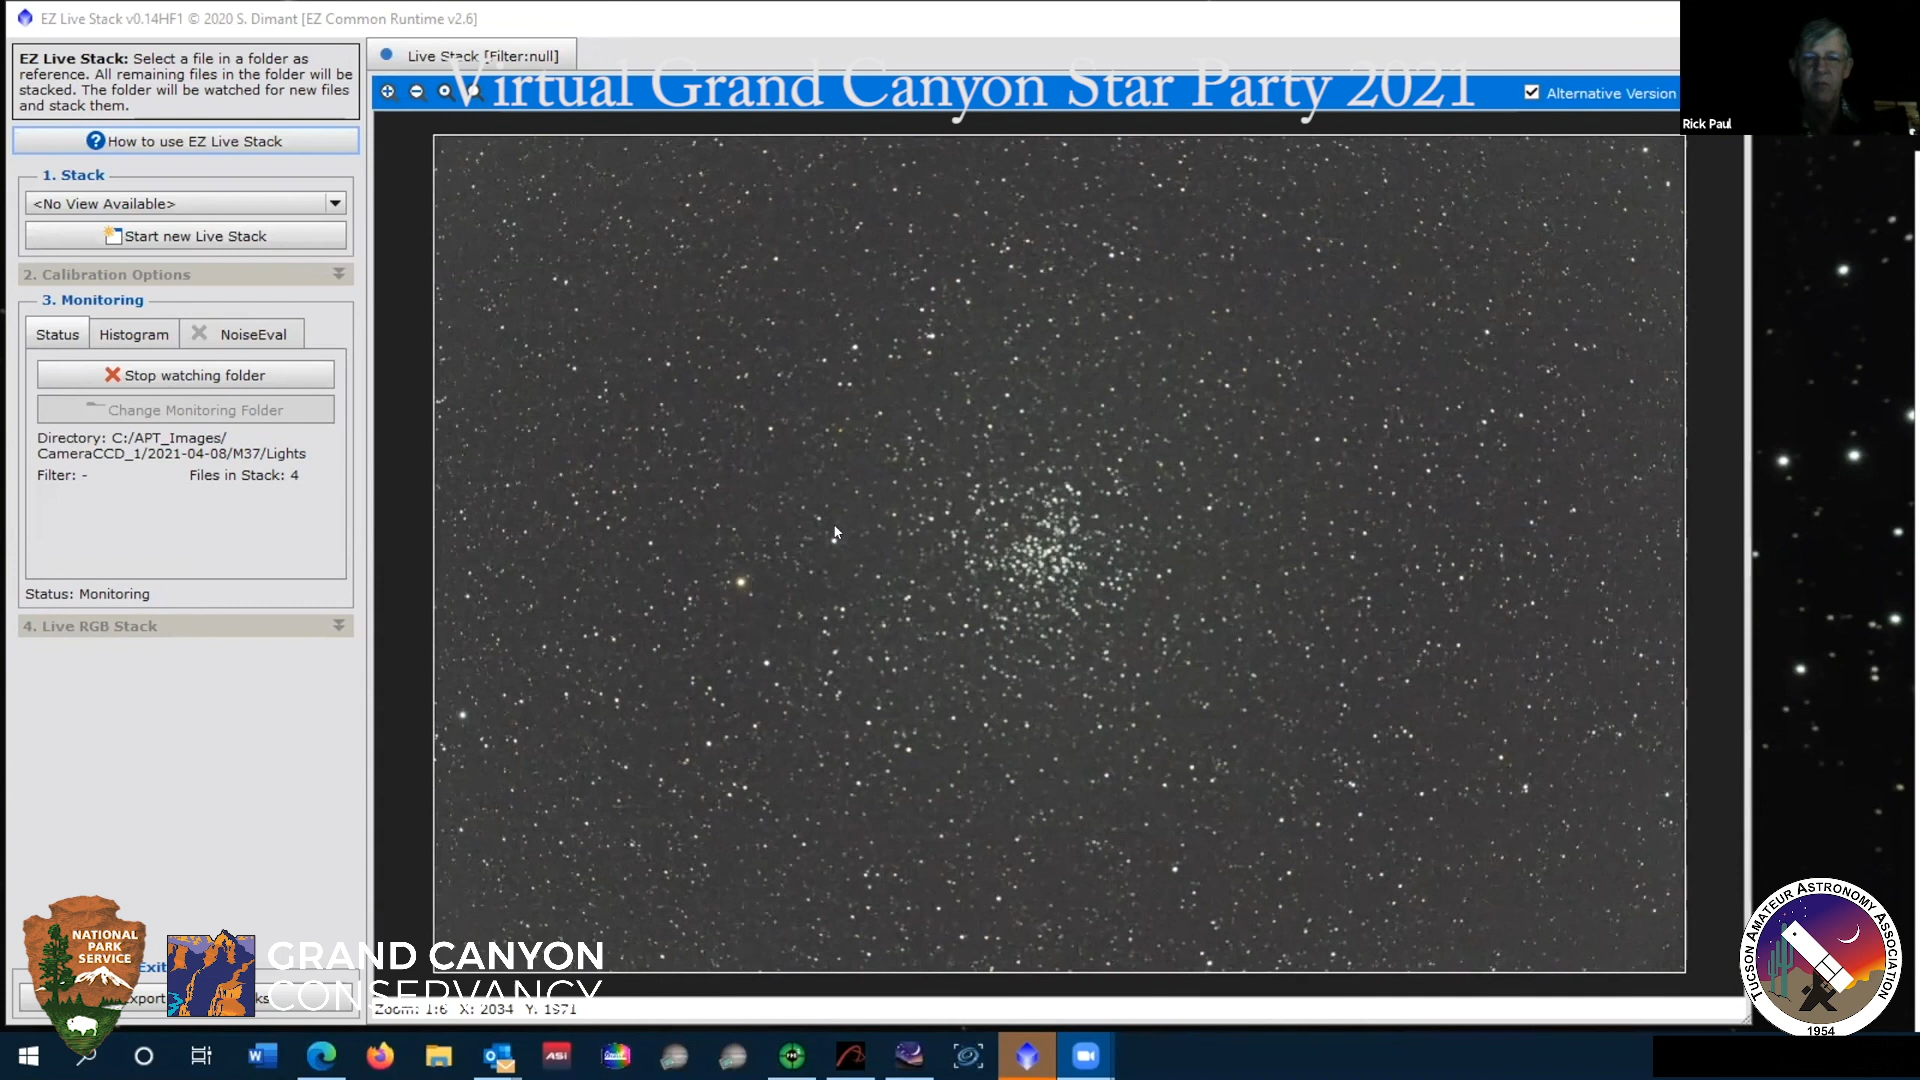 EZ Live Stack v0.14HF1 © 2020 S. Dimant [EZ Common Runtime v2.6]
EZ Live Stack: Select a file in a folder as
reference. All remaining files in the folder will be
stacked. The folder will be watched for new files
and stack them.
How to use EZ Live Stack
1. Stack
<No View Available>
Start new Live Stack
2. Calibration Options
3. Monitoring
Status
Histogram
NoiseEval
Stop watching folder
Change Monitoring Folder
Directory: C:/APT_Images/
CameraCCD_1/2021-04-08/M37/Lights
Filter: -
Files in Stack: 4
Status: Monitoring
4. Live RGB Stack
Live Stack [Filter:null]
Virtual Grand Canyon Star Party 2021
Alternative Version
Rick Paul
NATIONAL
PARK
SERVICE
Exit
GRAND CANYON
CONSERVANCY
Zoom: 1:6 X: 2034 Y: 1971
TUCSON AMATEUR ASTRONOMY ASSOCIATION
1954
ASI